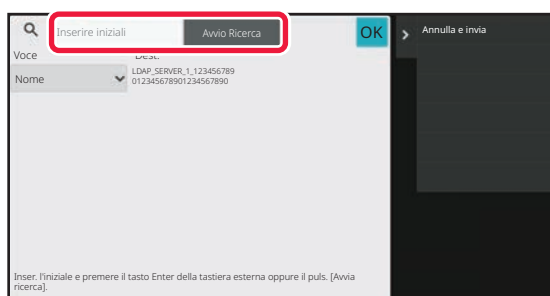 Inserire iniziali
Avvio Ricerca
OK
Annulla e invia
Voce
Dest.
Nome
LDAP_SERVER_1_123456789
012345678901234567890
Inser. l'iniziale e premere il tasto Enter della tastiera esterna oppure il puls. [Avvia
ricerca].